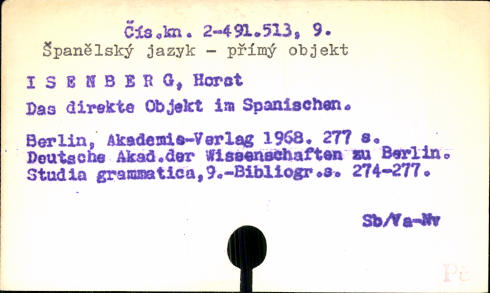 Čís.kn. 2-491.513, 9.
Španělský jazyk - přímý objekt
I S E N B E R G, Horst
Das direkte Objekt im Spanischen.
Berlin, Akademie-Verlag 1968. 277 s.
Deutsche Akad.der Wissenschaften zu Berlin.
Studia grammatica,9.-Bibliogr.s. 274-277.
Sb/Va-Nv